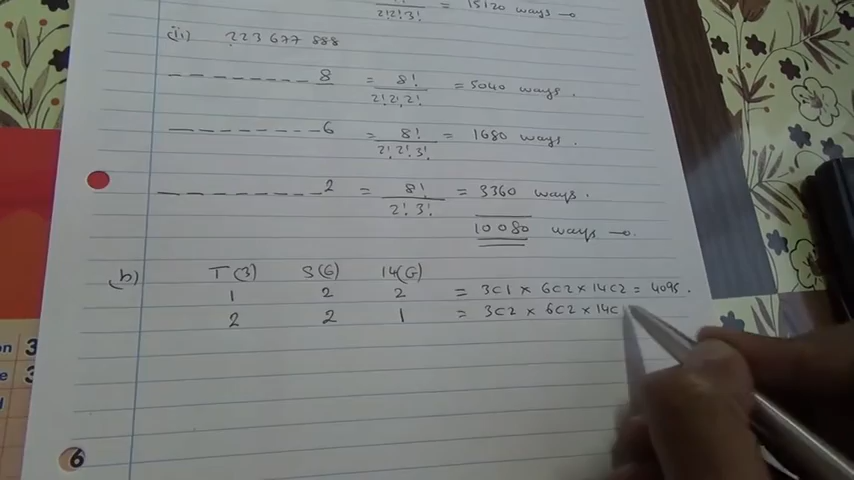 2!2!3! = 15120 ways
(ii) 223 677 888
8 = 8! / 2!2!2! = 5040 ways.
6 = 8! / 2!2!3! = 1680 ways.
2 = 8! / 2!3! = 3360 ways.
10 080 ways
(b) T(3) S(6) 14(G)
1 2 2 = 3C1 × 6C2 × 14C2 = 4095.
2 2 1 = 3C2 × 6C2 × 14C
6